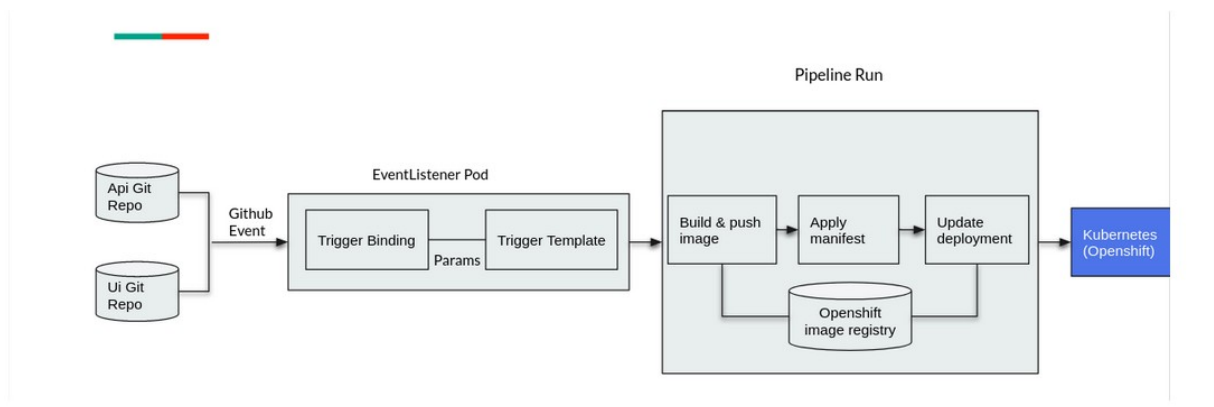 Pipeline Run
EventListener Pod
Api Git
Repo
Github
Event
Ui Git
Repo
Trigger Binding
Params
Trigger Template
Build & push
image
Apply
manifest
Update
deployment
Openshift
image registry
Kubernetes
(Openshift)